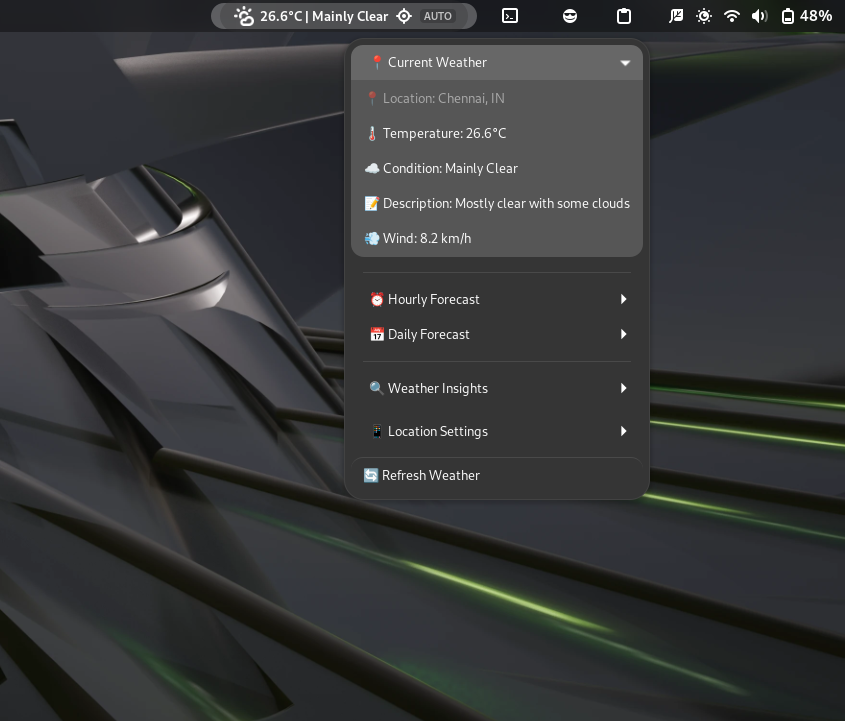 26.6°C | Mainly Clear AUTO 48%
📍 Current Weather
📍 Location: Chennai, IN
🌡️ Temperature: 26.6°C
☁️ Condition: Mainly Clear
📝 Description: Mostly clear with some clouds
💨 Wind: 8.2 km/h
⏰ Hourly Forecast
📅 Daily Forecast
🔍 Weather Insights
📱 Location Settings
🔄 Refresh Weather